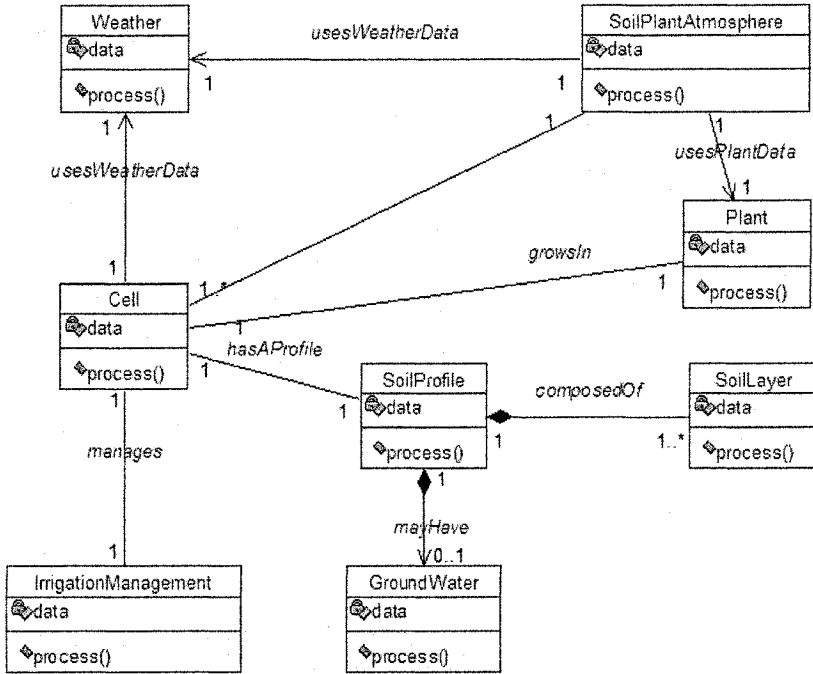 Weather
data
process()
usesWeatherData
1
1
SoilPlantAtmosphere
data
process()
1
1
1
usesWeatherData
usesPlantData
1
Plant
data
process()
1
growsIn
1
1..*
Cell
data
process()
1
1
1
hasAProfile
1
SoilProfile
data
process()
composedOf
1
1..*
SoilLayer
data
process()
manages
1
mayHave
1
0..1
IrrigationManagement
data
process()
GroundWater
data
process()